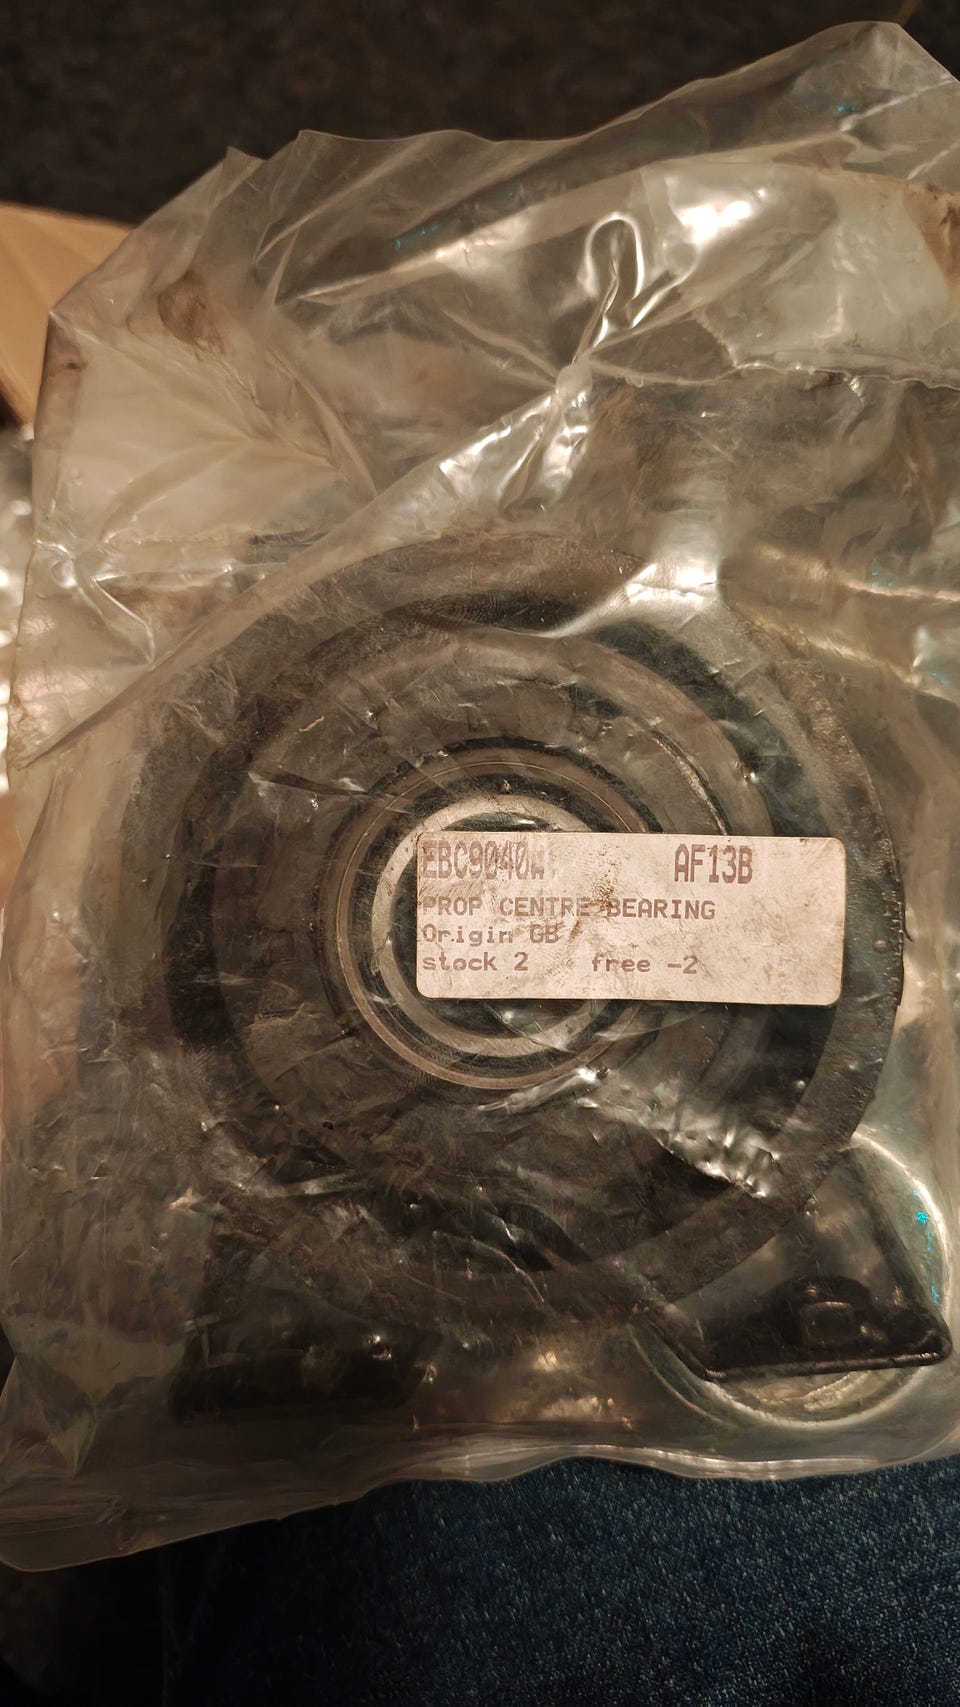 EBC9040W AF13B
PROP CENTRE BEARING
Origin GB
stock 2 free -2